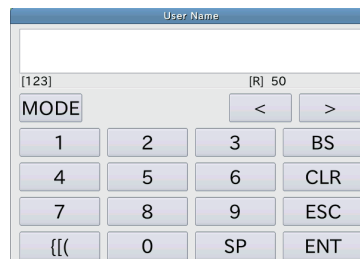 User Name
[123] [R] 50
MODE < >
1 2 3 BS
4 5 6 CLR
7 8 9 ESC
{[( 0 SP ENT